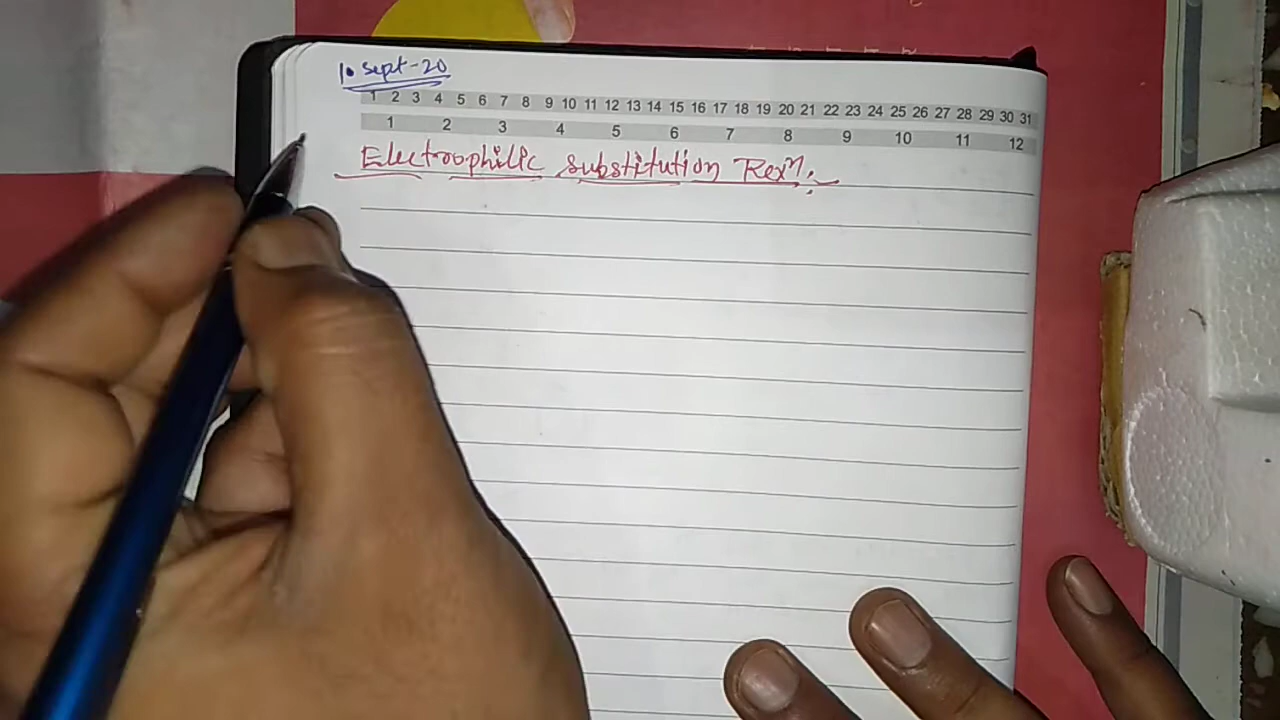 10 Sept-20
1 2 3 4 5 6 7 8 9 10 11 12 13 14 15 16 17 18 19 20 21 22 23 24 25 26 27 28 29 30 31
1 2 3 4 5 6 7 8 9 10 11 12
Electrophilic substitution Rexn.